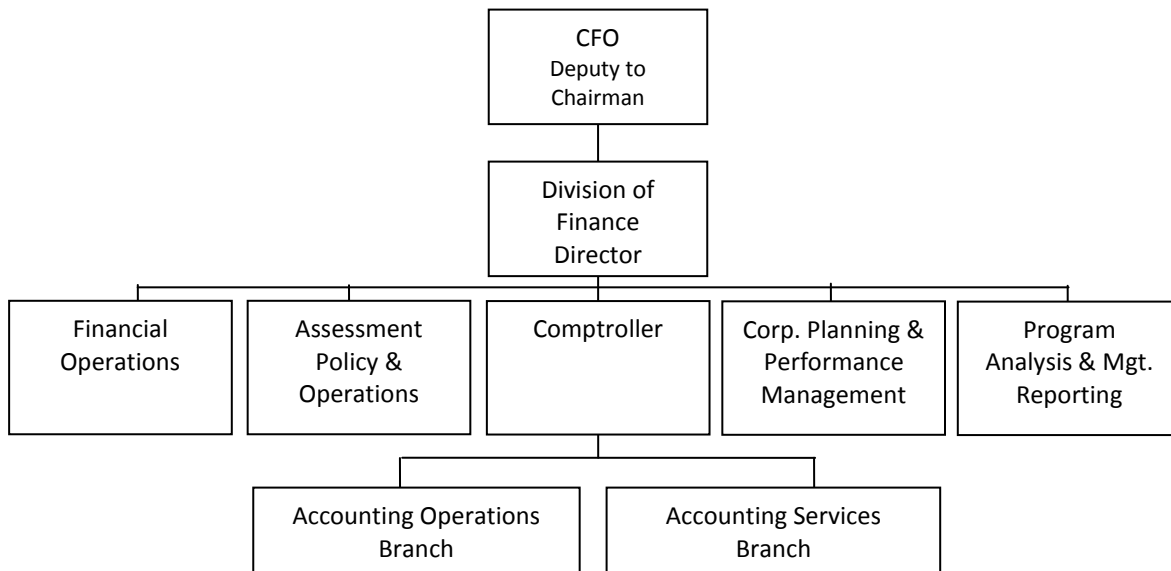 CFO
Deputy to
Chairman
Division of
Finance
Director
Financial
Operations
Assessment
Policy &
Operations
Comptroller
Corp. Planning &
Performance
Management
Program
Analysis & Mgt.
Reporting
Accounting Operations
Branch
Accounting Services
Branch